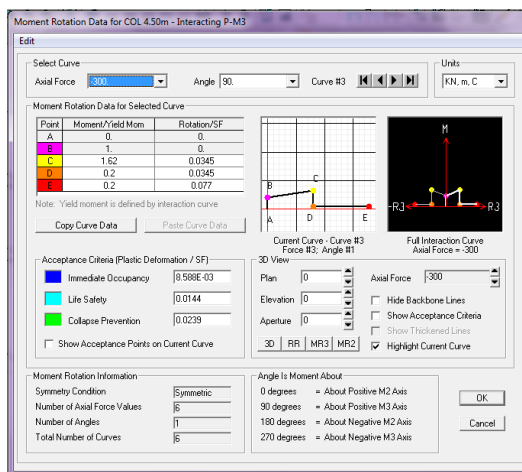 Moment Rotation Data for COL 4.50m - Interacting P-M3
Edit
Select Curve
Axial Force -300. Angle 90. Curve #3
Units
KN, m, C
Moment Rotation Data for Selected Curve
Point Moment/Yield Mom Rotation/SF
A 0. 0.
B 1. 0.
C 1.62 0.0345
D 0.2 0.0345
E 0.2 0.077
Note: Yield moment is defined by interaction curve
Copy Curve Data Paste Curve Data
B C
A D E
Current Curve - Curve #3
Force #3; Angle #1
M
-R3 R3
Full Interaction Curve
Axial Force = -300
Acceptance Criteria (Plastic Deformation / SF)
Immediate Occupancy 8.588E-03
Life Safety 0.0144
Collapse Prevention 0.0239
Show Acceptance Points on Current Curve
3D View
Plan 0 Axial Force -300
Elevation 0 Hide Backbone Lines
Show Acceptance Criteria
Aperture 0 Show Thickened Lines
3D RR MR3 MR2 Highlight Current Curve
Moment Rotation Information
Symmetry Condition Symmetric
Number of Axial Force Values 6
Number of Angles 1
Total Number of Curves 6
Angle Is Moment About
0 degrees = About Positive M2 Axis
90 degrees = About Positive M3 Axis
180 degrees = About Negative M2 Axis
270 degrees = About Negative M3 Axis
OK
Cancel